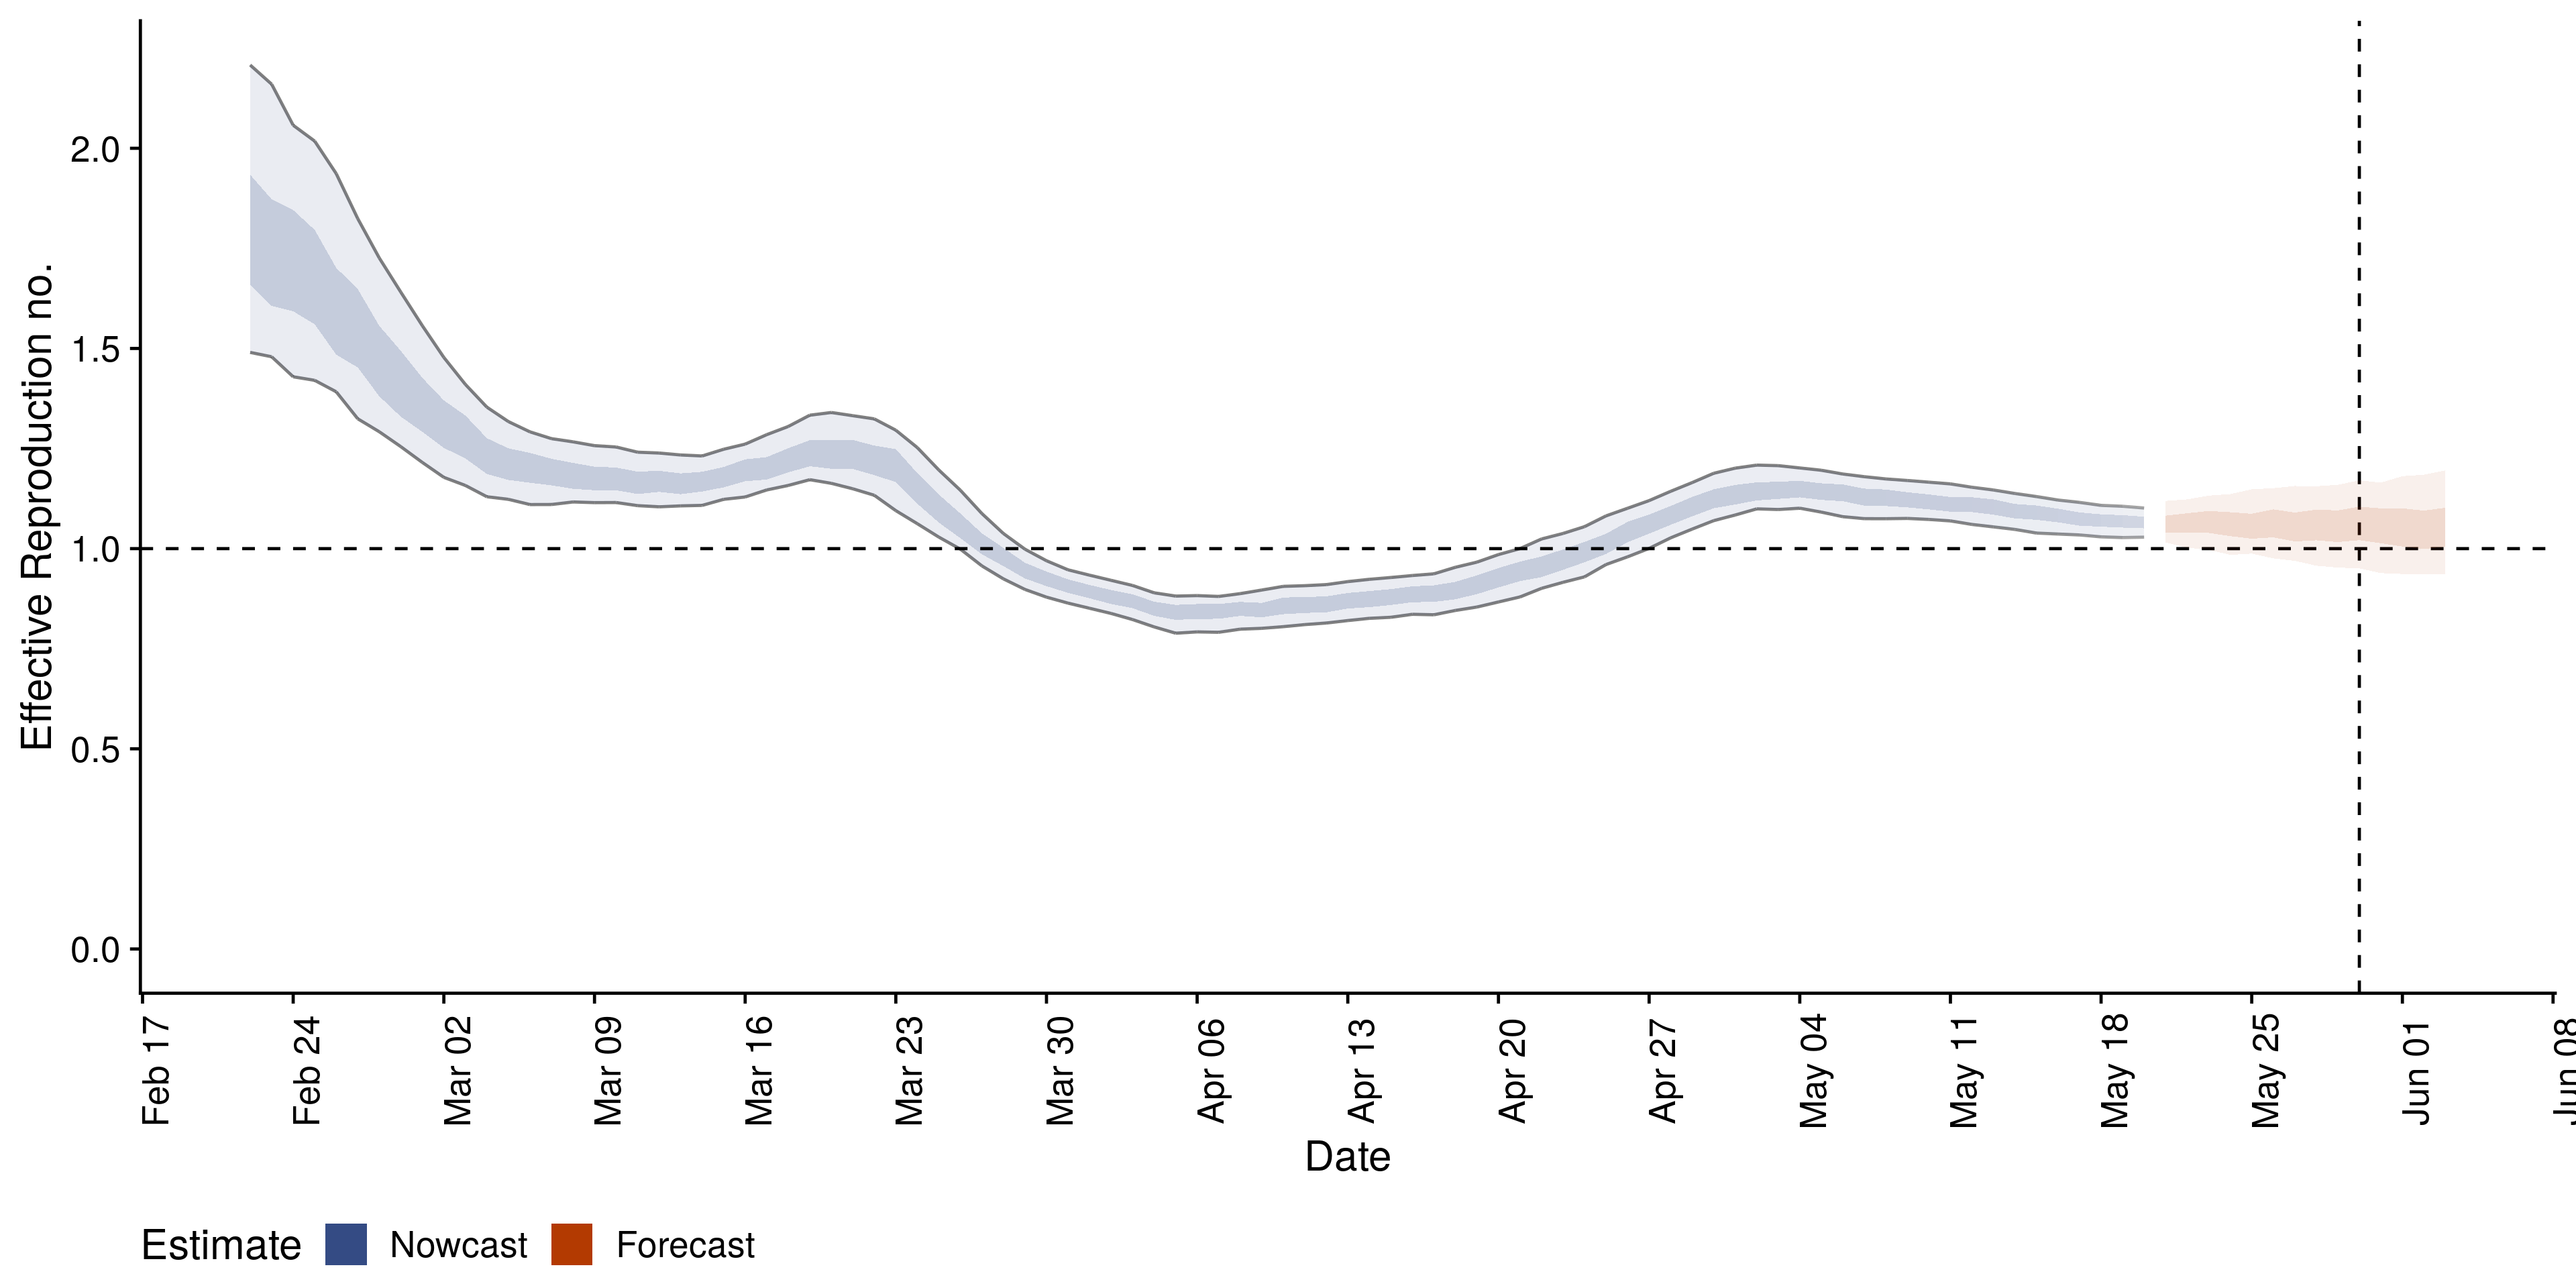 Effective Reproduction no.
2.0
1.5
1.0
0.5
0.0
Feb 17
Feb 24
Mar 02
Mar 09
Mar 16
Mar 23
Mar 30
Apr 06
Apr 13
Apr 20
Apr 27
May 04
May 11
May 18
May 25
Jun 01
Jun 08
Date
Estimate Nowcast Forecast